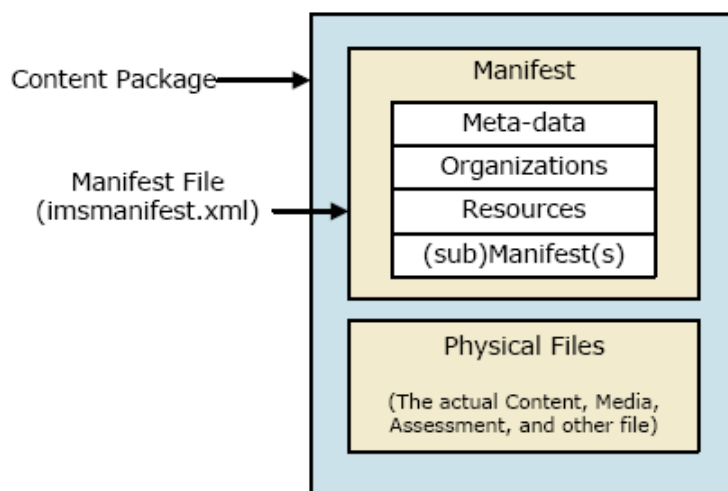 Content Package
Manifest File
(imsmanifest.xml)
Manifest
Meta-data
Organizations
Resources
(sub)Manifest(s)
Physical Files
(The actual Content, Media,
Assessment, and other file)